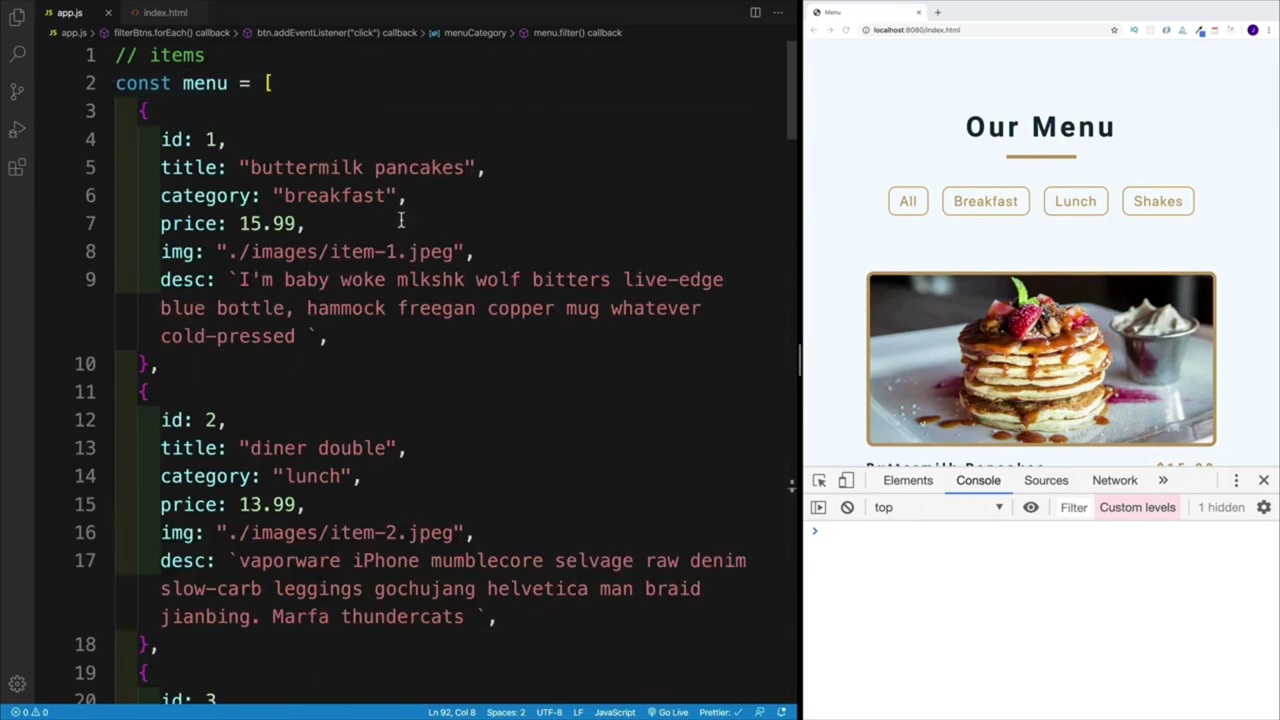 app.js
index.html
app.js > filterBtns.forEach() callback > btn.addEventListener("click") callback > menuCategory > menu.filter() callback
1 // items
2 const menu = [
3 {
4 id: 1,
5 title: "buttermilk pancakes",
6 category: "breakfast",
7 price: 15.99,
8 img: "./images/item-1.jpeg",
9 desc: `I'm baby woke mlkshk wolf bitters live-edge
blue bottle, hammock freegan copper mug whatever
cold-pressed `,
10 },
11 {
12 id: 2,
13 title: "diner double",
14 category: "lunch",
15 price: 13.99,
16 img: "./images/item-2.jpeg",
17 desc: `vaporware iPhone mumblecore selvage raw denim
slow-carb leggings gochujang helvetica man braid
jianbing. Marfa thundercats `,
18 },
19 {
20 id: 3
0 0
Ln 92, Col 8 Spaces: 2 UTF-8 LF JavaScript Go Live Prettier: ✓
Menu
localhost:8080/index.html
J
Our Menu
All Breakfast Lunch Shakes
Buttermilk Pancakes $15.99
Elements Console Sources Network »
top Filter Custom levels 1 hidden